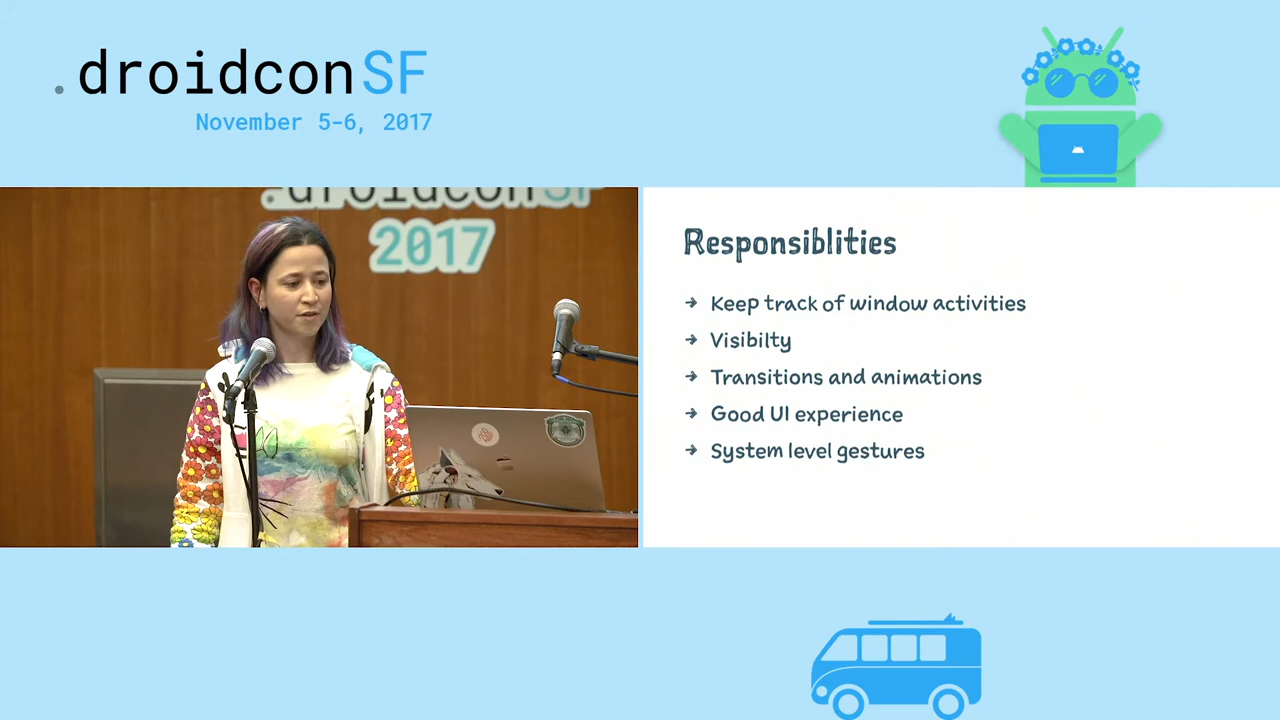 .droidconSF
November 5-6, 2017
.droidconSF
2017
Responsiblities
→ Keep track of window activities
→ Visibilty
→ Transitions and animations
→ Good UI experience
→ System level gestures